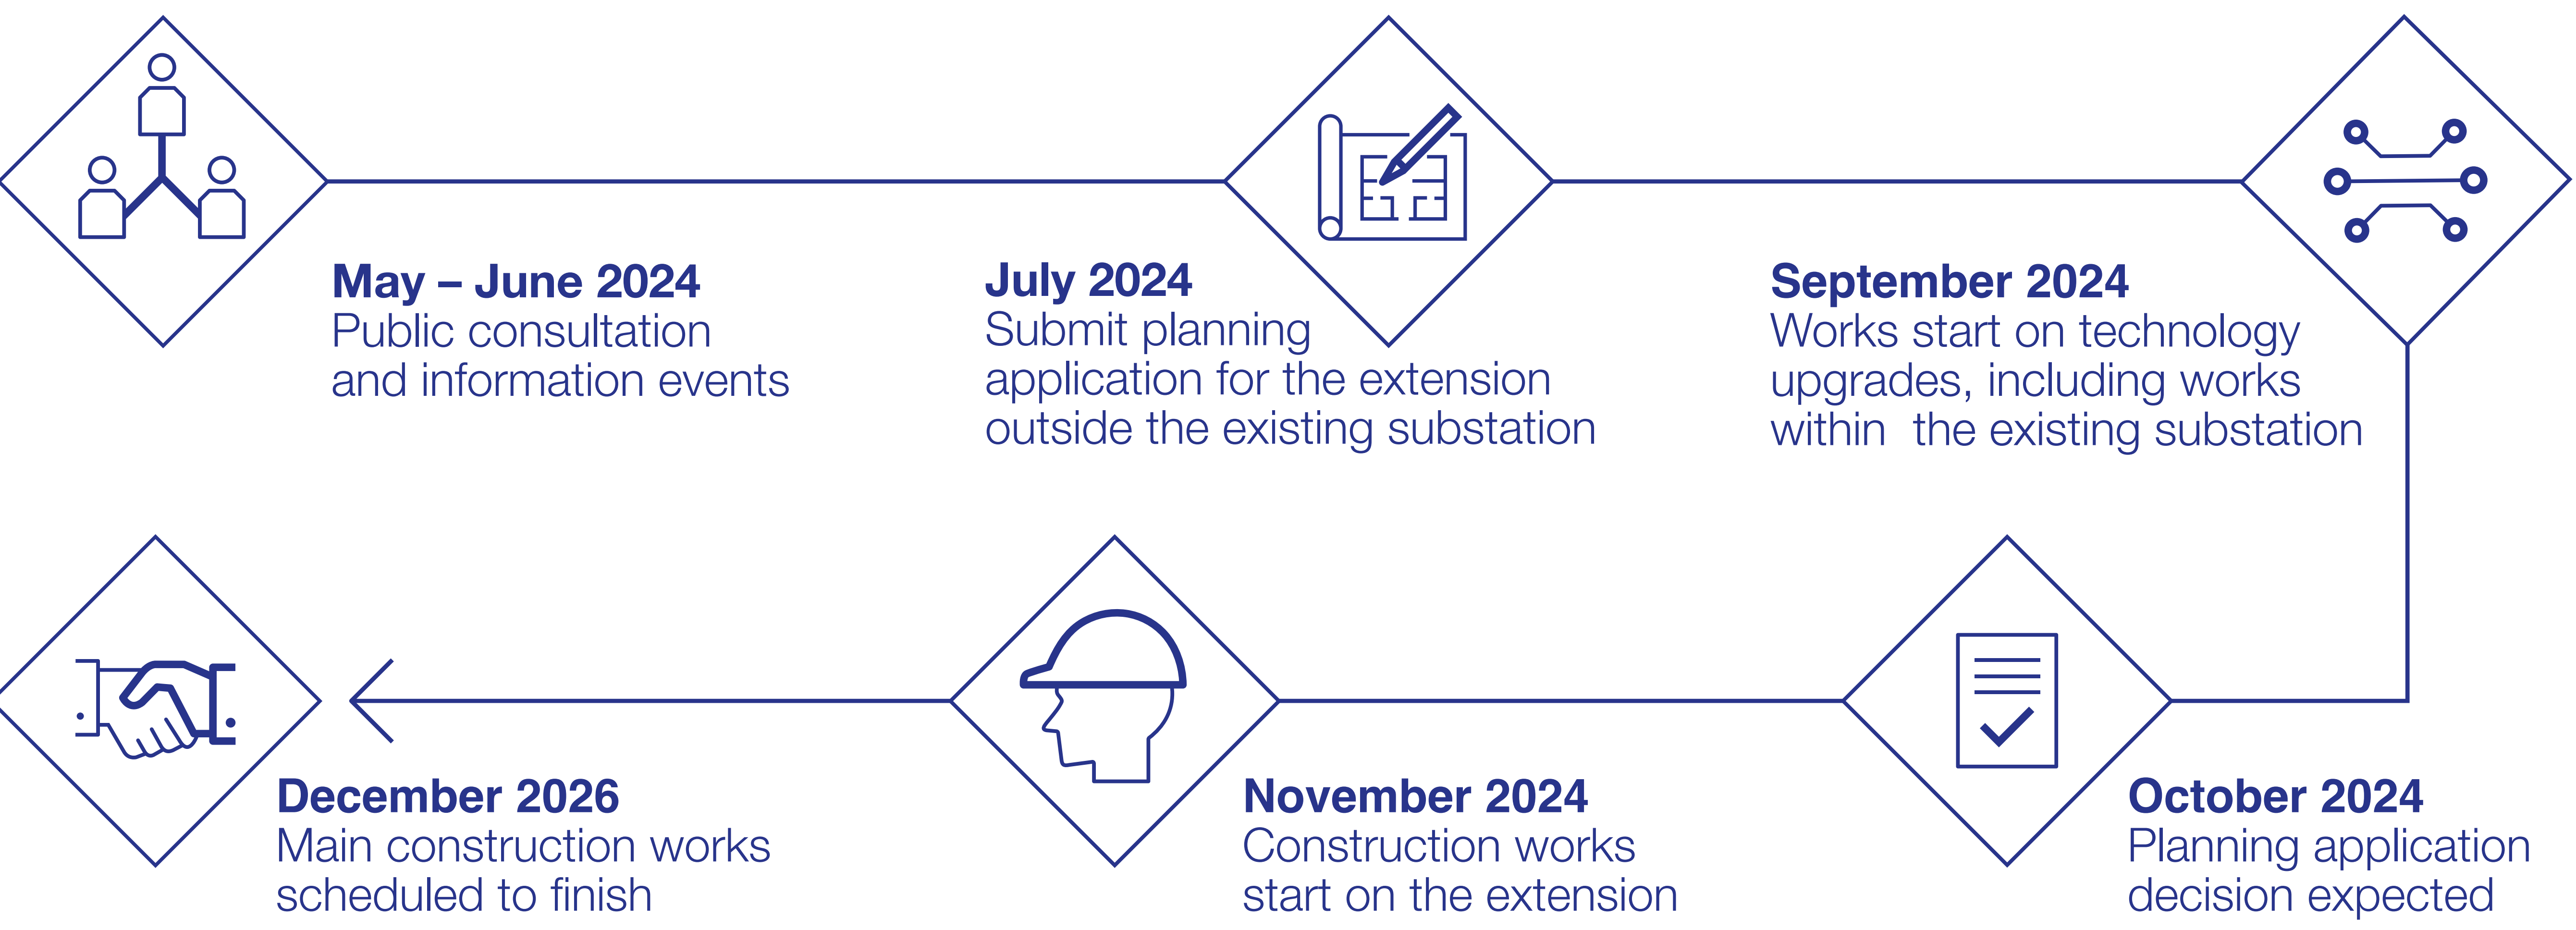 May – June 2024
Public consultation
and information events
July 2024
Submit planning
application for the extension
outside the existing substation
September 2024
Works start on technology
upgrades, including works
within  the existing substation
October 2024
Planning application
decision expected
November 2024
Construction works
start on the extension
December 2026
Main construction works
scheduled to finish